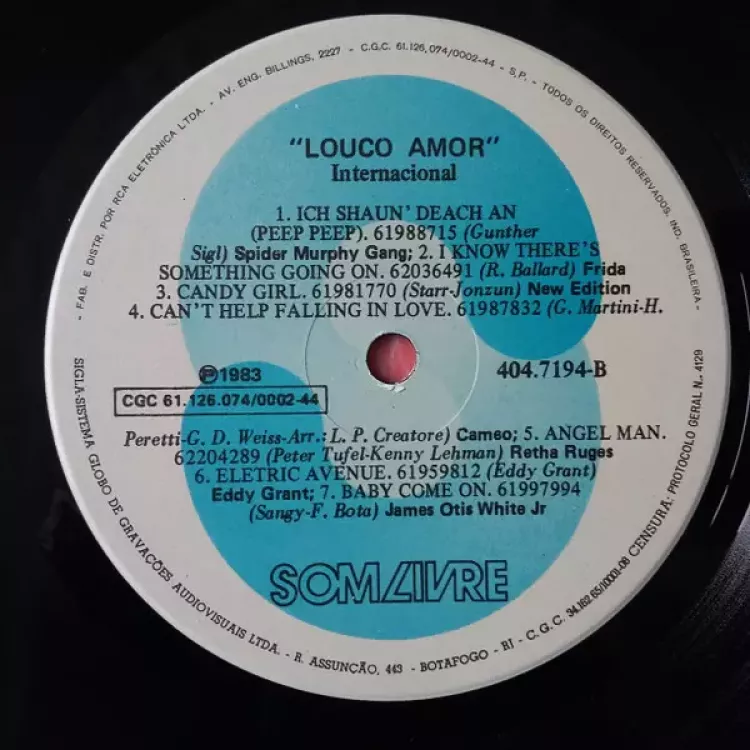 - FAB. E DISTR. POR RCA ELETRÔNICA LTDA. - AV. ENG. BILLINGS, 2227 - C.G.C. 61.126,074/0002-44 - S.P. - TODOS OS DIREITOS RESERVADOS. IND. BRASILEIRA -
"LOUCO AMOR"
Internacional
1. ICH SHAUN' DEACH AN
(PEEP PEEP). 61988715 (Gunther
Sigl) Spider Murphy Gang; 2. I KNOW THERE'S
SOMETHING GOING ON. 62036491 (R. Ballard) Frida
3. CANDY GIRL. 61981770 (Starr-Jonzun) New Edition
4. CAN'T HELP FALLING IN LOVE. 61987832 (G. Martini-H.
Ⓟ1983
404.7194-B
CGC 61.126.074/0002-44
Peretti-G. D. Weiss-Arr.: L. P. Creatore) Cameo; 5. ANGEL MAN.
62204289 (Peter Tufel-Kenny Lehman) Retha Ruges
6. ELETRIC AVENUE. 61959812 (Eddy Grant)
Eddy Grant; 7. BABY COME ON. 61997994
(Sangy-F. Bota) James Otis White Jr
SOM LIVRE
SIGLA-SISTEMA GLOBO DE GRAVAÇÕES AUDIOVISUAIS LTDA. - R. ASSUNÇÃO, 443 - BOTAFOGO - RJ - C.G.C. 34.162.65/10001-08 CENSURA: PROTOCOLO GERAL N.. 4129